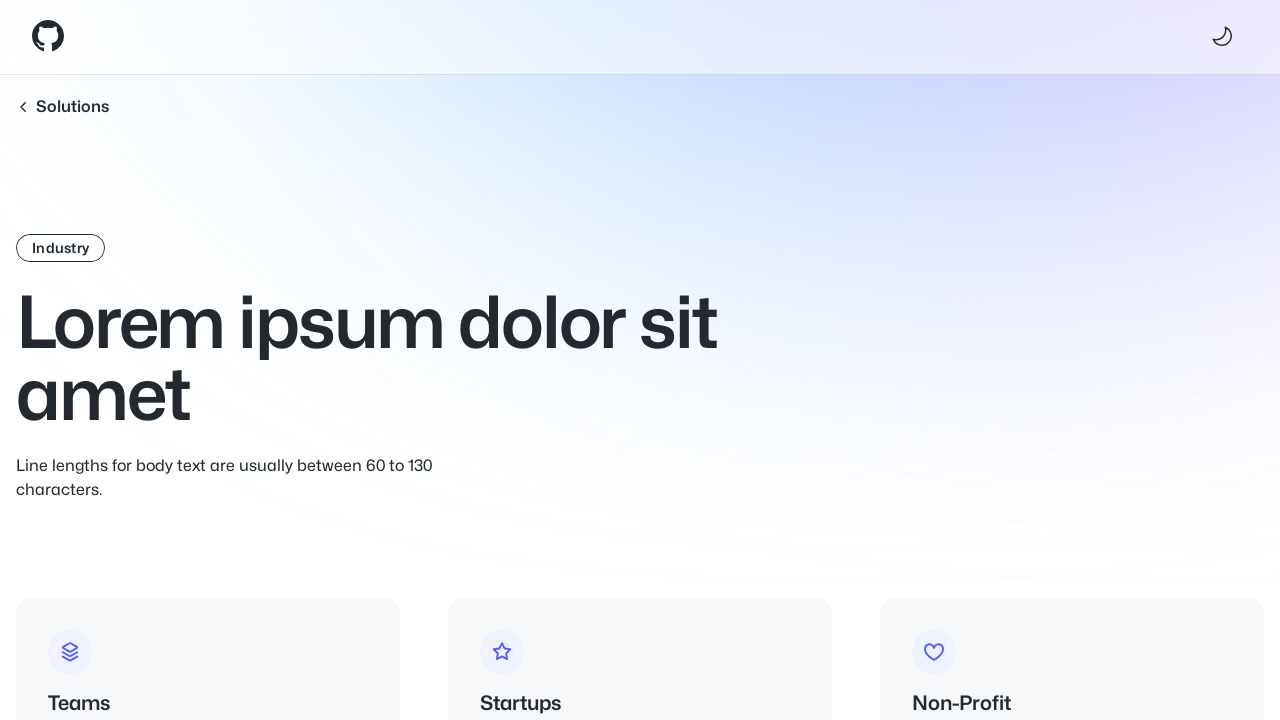 Solutions
Industry
Lorem ipsum dolor sit
amet
Line lengths for body text are usually between 60 to 130
characters.
Teams
Startups
Non-Profit